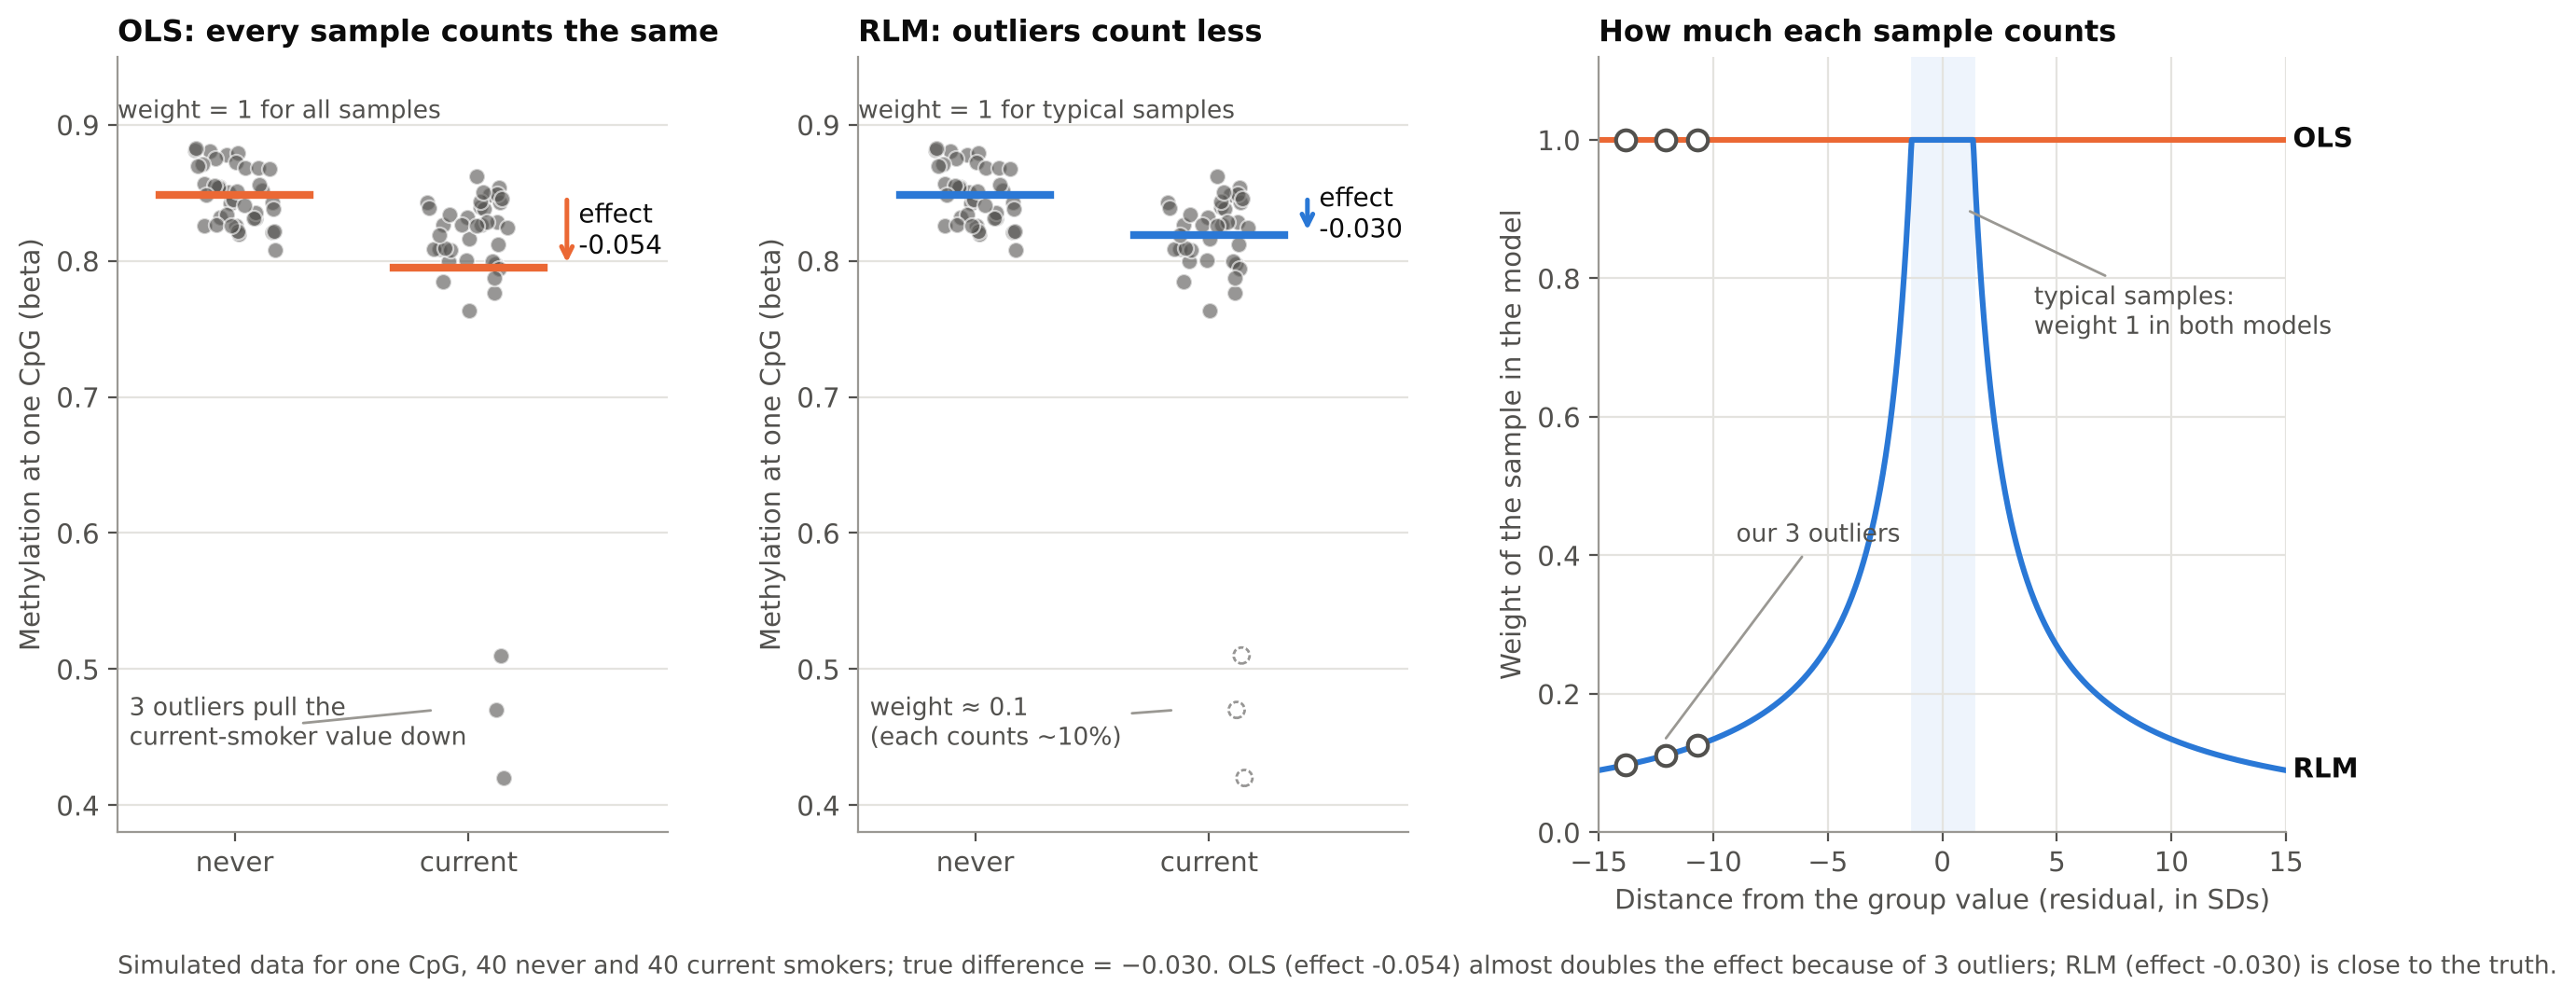 OLS: every sample counts the same
weight = 1 for all samples
Methylation at one CpG (beta)
0.9
0.8
0.7
0.6
0.5
0.4
effect
-0.054
3 outliers pull the
current-smoker value down
never
current
RLM: outliers count less
weight = 1 for typical samples
Methylation at one CpG (beta)
0.9
0.8
0.7
0.6
0.5
0.4
effect
-0.030
weight ≈ 0.1
(each counts ~10%)
never
current
How much each sample counts
Weight of the sample in the model
1.0
0.8
0.6
0.4
0.2
0.0
OLS
typical samples:
weight 1 in both models
our 3 outliers
RLM
−15
−10
−5
0
5
10
15
Distance from the group value (residual, in SDs)
Simulated data for one CpG, 40 never and 40 current smokers; true difference = −0.030. OLS (effect -0.054) almost doubles the effect because of 3 outliers; RLM (effect -0.030) is close to the truth.